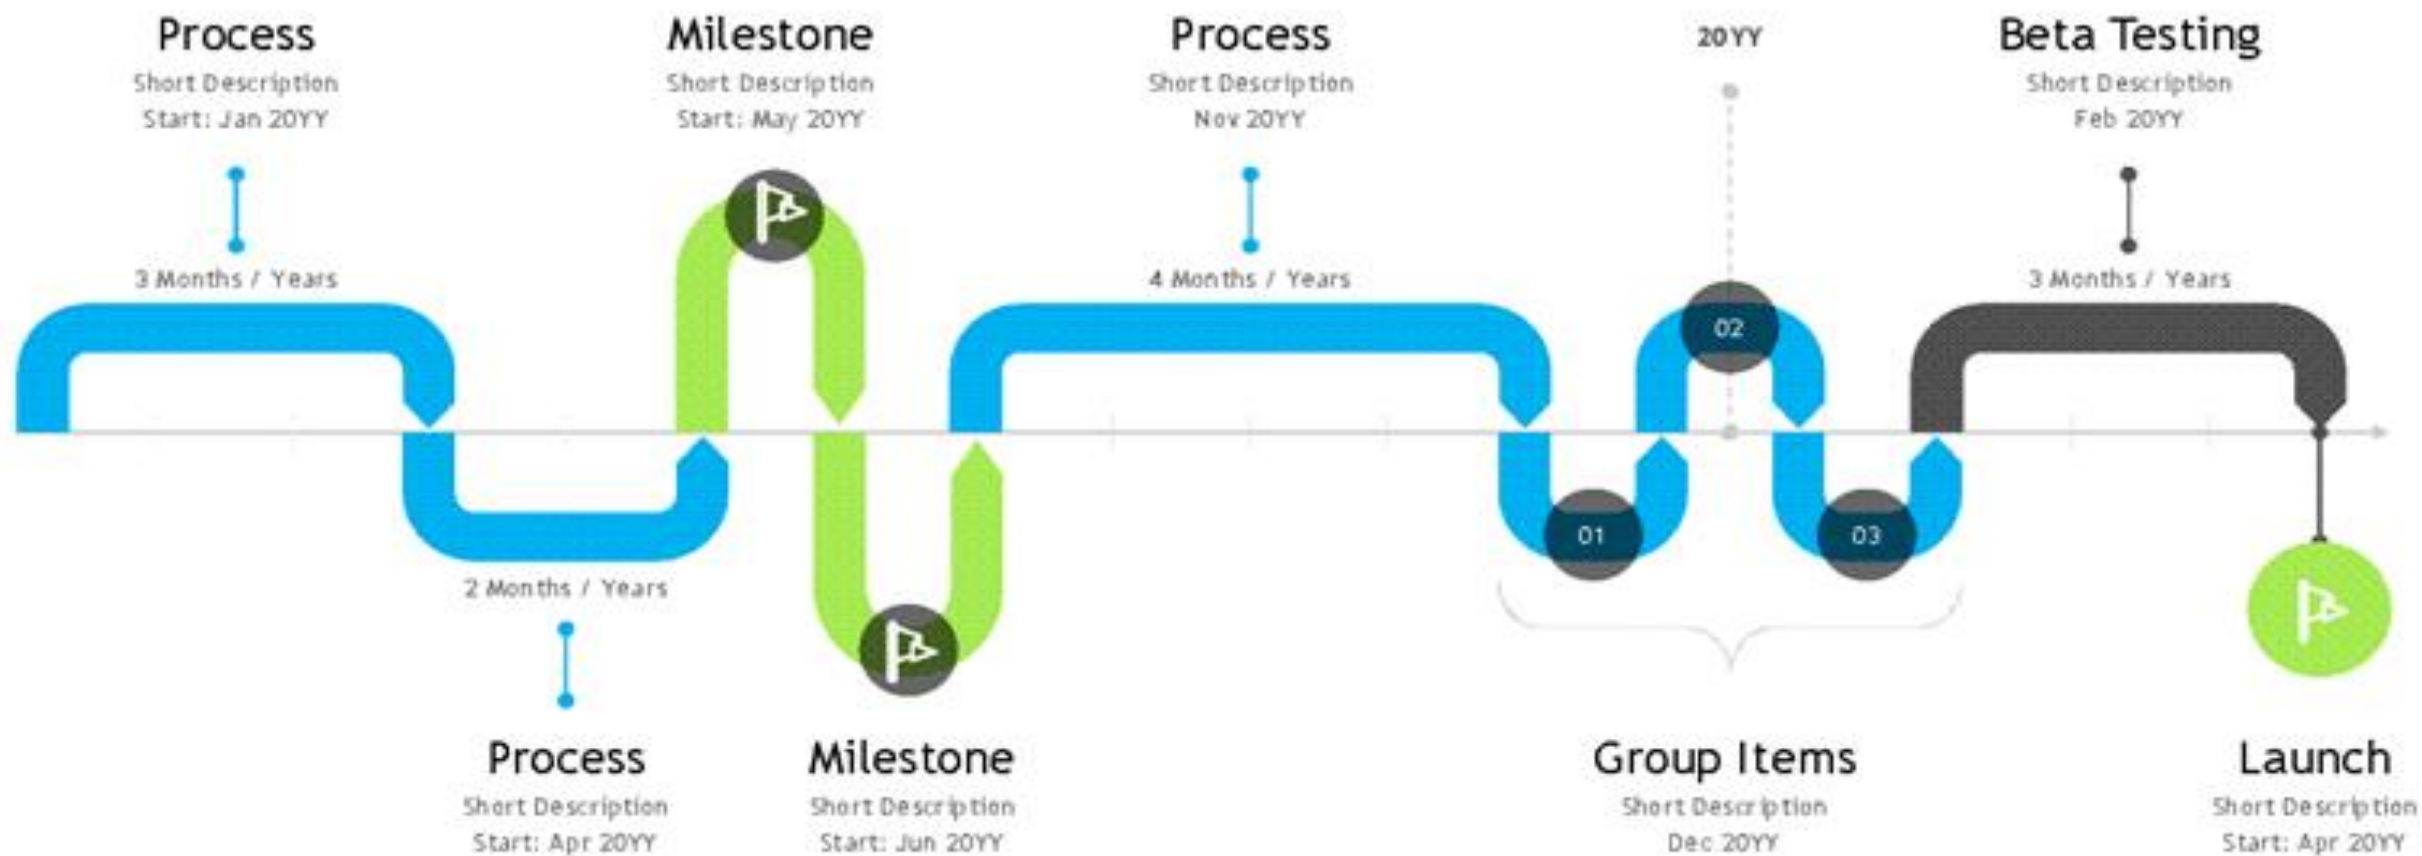 Process
Short Description
Start: Jan 20YY
3 Months / Years
Milestone
Short Description
Start: May 20YY
Process
Short Description
Nov 20YY
4 Months / Years
20YY
Beta Testing
Short Description
Feb 20YY
3 Months / Years
02
01
03
2 Months / Years
Process
Short Description
Start: Apr 20YY
Milestone
Short Description
Start: Jun 20YY
Group Items
Short Description
Dec 20YY
Launch
Short Description
Start: Apr 20YY